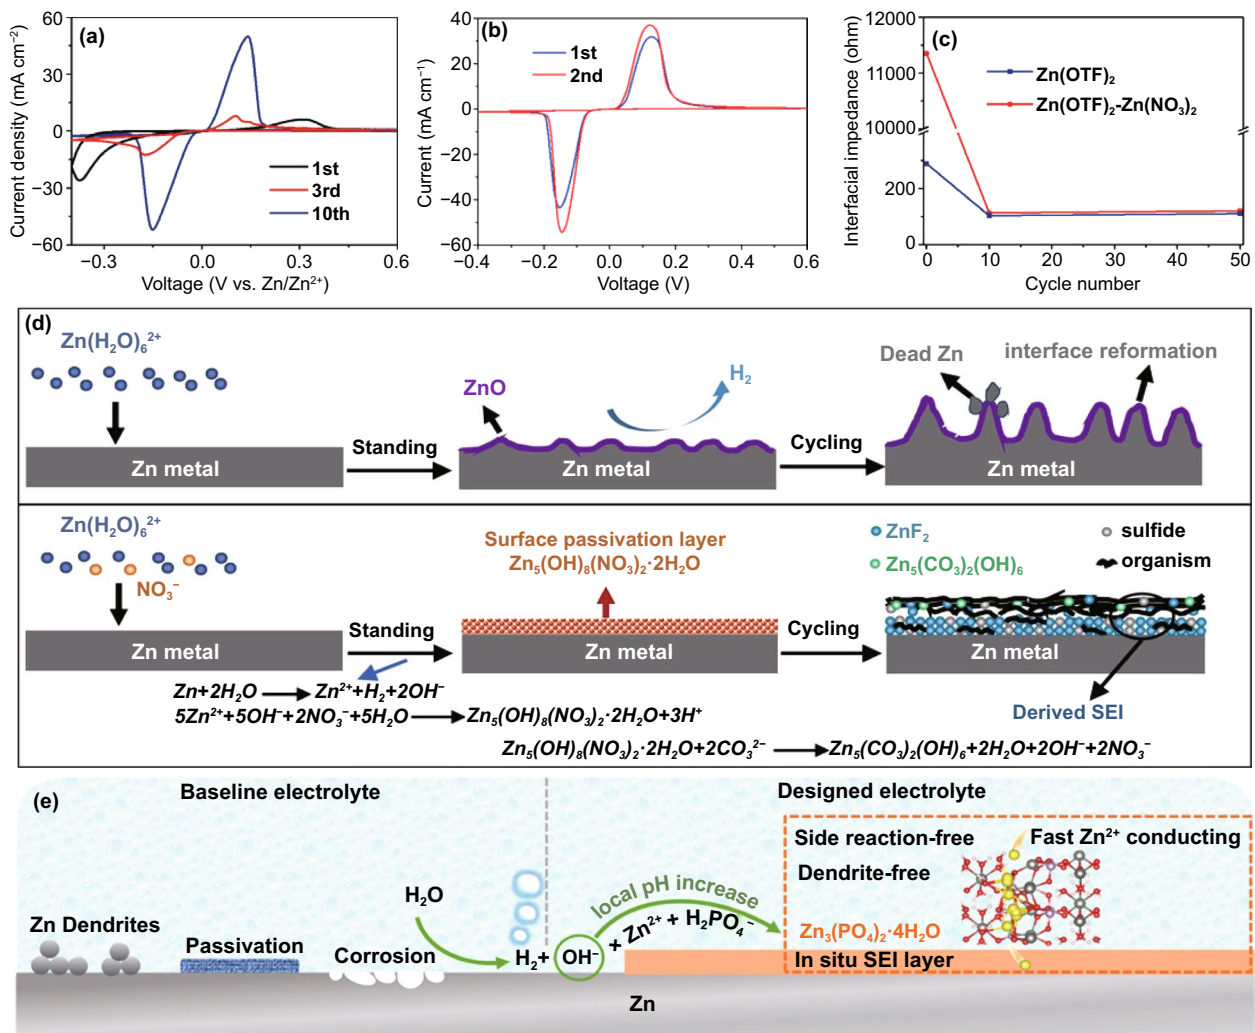 (a)
Current density (mA cm⁻²)
60
30
0
−30
−60
1st
3rd
10th
−0.3
0.0
0.3
0.6
Voltage (V vs. Zn/Zn²⁺)
(b)
Current (mA cm⁻¹)
40
20
0
−20
−40
−60
1st
2nd
−0.4
−0.2
0.0
0.2
0.4
0.6
Voltage (V)
(c)
Interfacial impedance (ohm)
12000
11000
10000
200
0
Zn(OTF)₂
Zn(OTF)₂-Zn(NO₃)₂
0
10
20
30
40
50
Cycle number
(d)
Zn(H₂O)₆²⁺
Zn metal
Standing
ZnO
H₂
Zn metal
Cycling
Dead Zn
interface reformation
Zn metal
Zn(H₂O)₆²⁺
NO₃⁻
Zn metal
Standing
Surface passivation layer
Zn₅(OH)₈(NO₃)₂·2H₂O
Zn metal
Cycling
ZnF₂
sulfide
Zn₅(CO₃)₂(OH)₆
organism
Zn metal
Derived SEI
Zn+2H₂O ⟶ Zn²⁺+H₂+2OH⁻
5Zn²⁺+5OH⁻+2NO₃⁻+5H₂O ⟶ Zn₅(OH)₈(NO₃)₂·2H₂O+3H⁺
Zn₅(OH)₈(NO₃)₂·2H₂O+2CO₃²⁻ ⟶ Zn₅(CO₃)₂(OH)₆+2H₂O+2OH⁻+2NO₃⁻
(e)
Baseline electrolyte
Designed electrolyte
Zn Dendrites
Passivation
Corrosion
H₂O
H₂+ OH⁻ + Zn²⁺ + H₂PO₄⁻
local pH increase
Side reaction-free
Fast Zn²⁺ conducting
Dendrite-free
Zn₃(PO₄)₂·4H₂O
In situ SEI layer
Zn